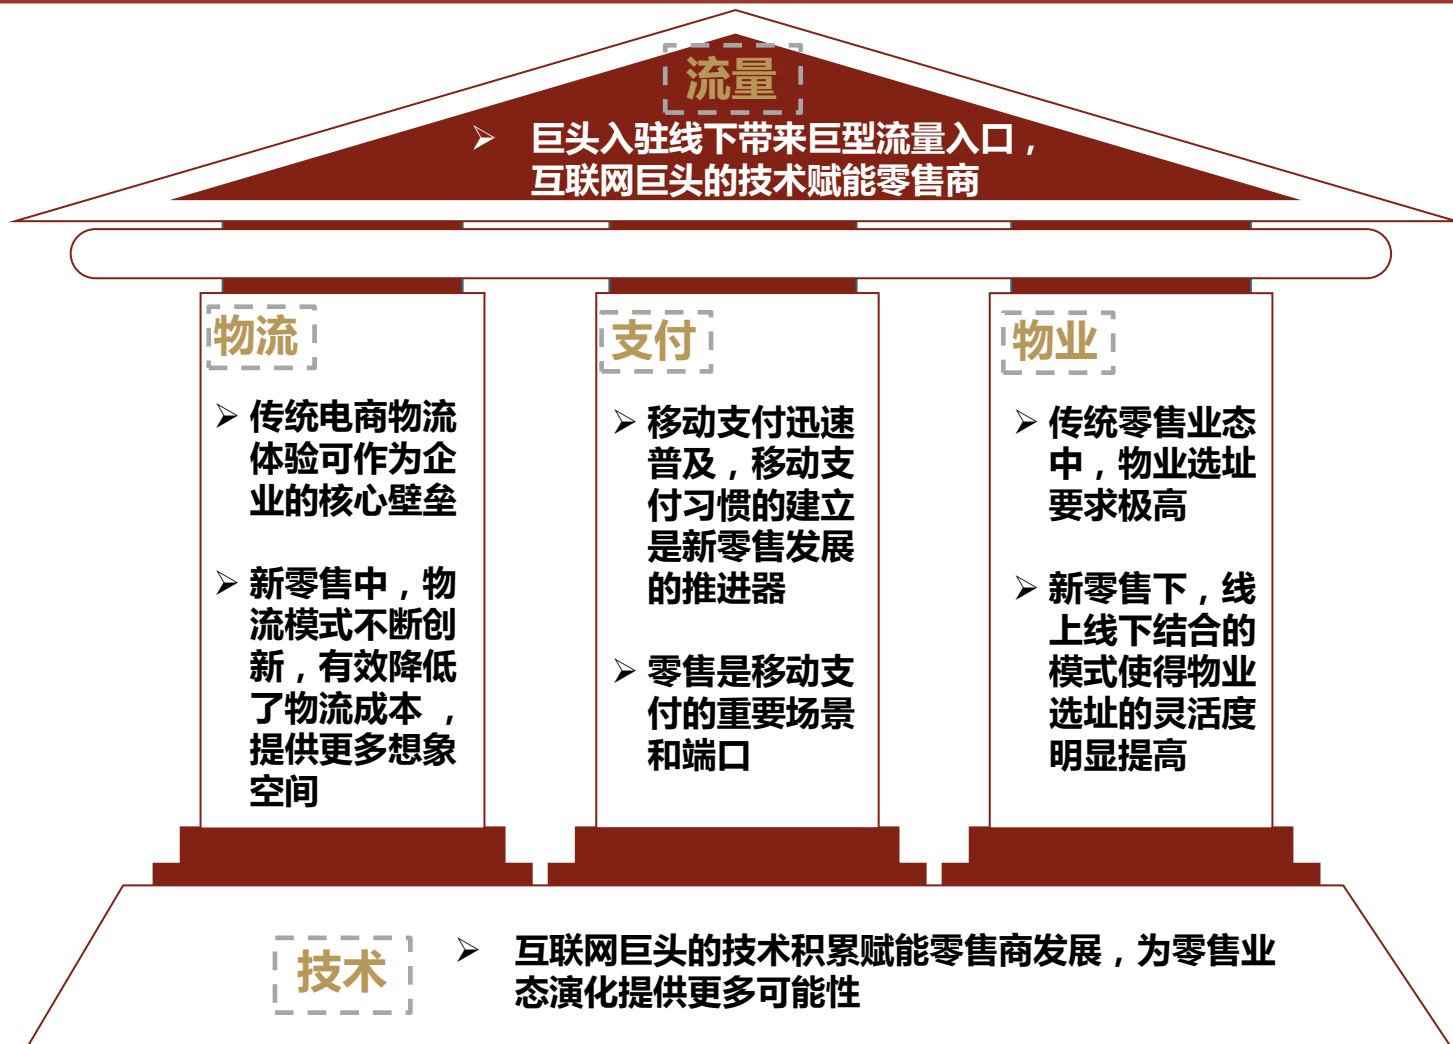 流量
➢ 巨头入驻线下带来巨型流量入口，
互联网巨头的技术赋能零售商
物流
➢ 传统电商物流
体验可作为企
业的核心壁垒
➢ 新零售中，物
流模式不断创
新，有效降低
了物流成本 ，
提供更多想象
空间
支付
➢ 移动支付迅速
普及，移动支
付习惯的建立
是新零售发展
的推进器
➢ 零售是移动支
付的重要场景
和端口
物业
➢ 传统零售业态
中，物业选址
要求极高
➢ 新零售下，线
上线下结合的
模式使得物业
选址的灵活度
明显提高
技术
➢ 互联网巨头的技术积累赋能零售商发展，为零售业
态演化提供更多可能性